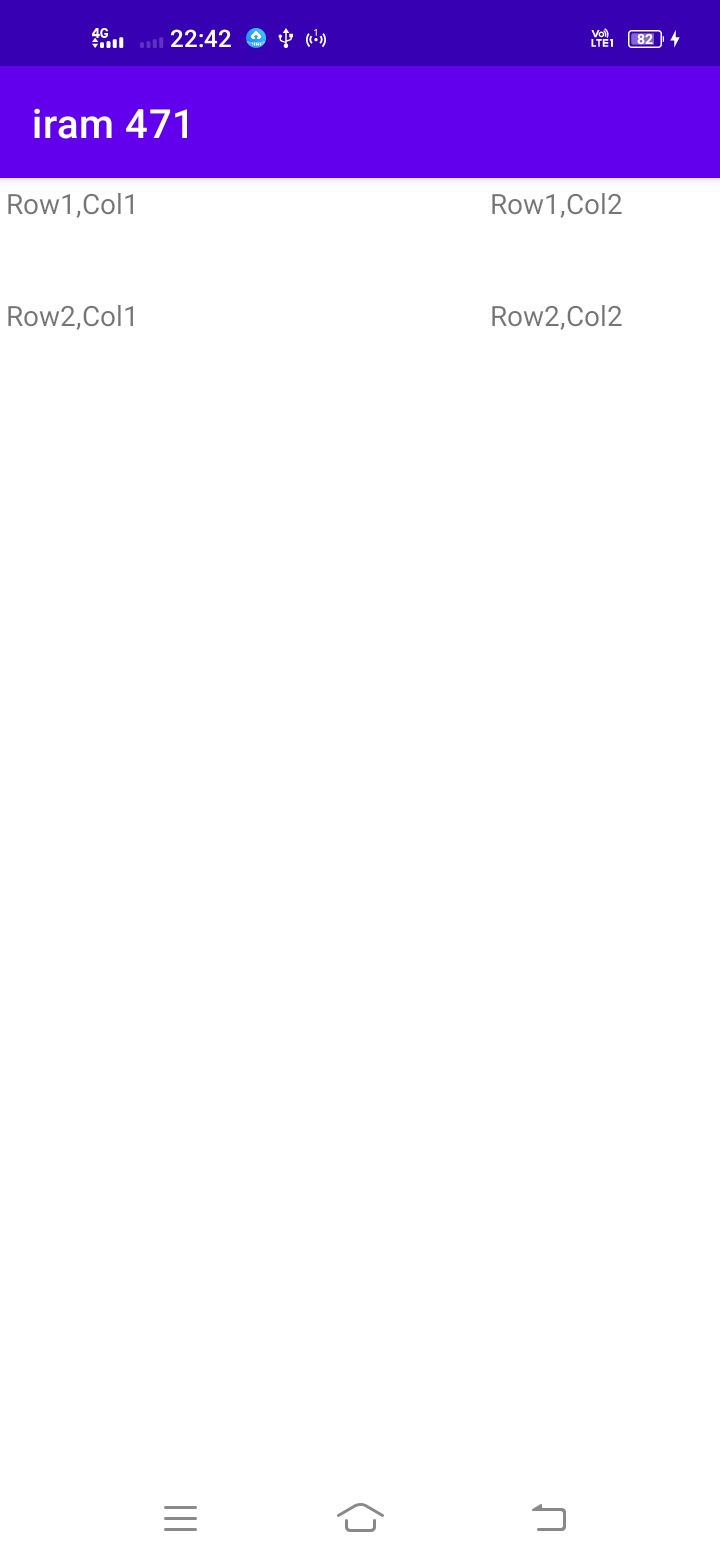 4G 22:42 Vo) LTE1 82
iram 471
Row1,Col1 Row1,Col2
Row2,Col1 Row2,Col2